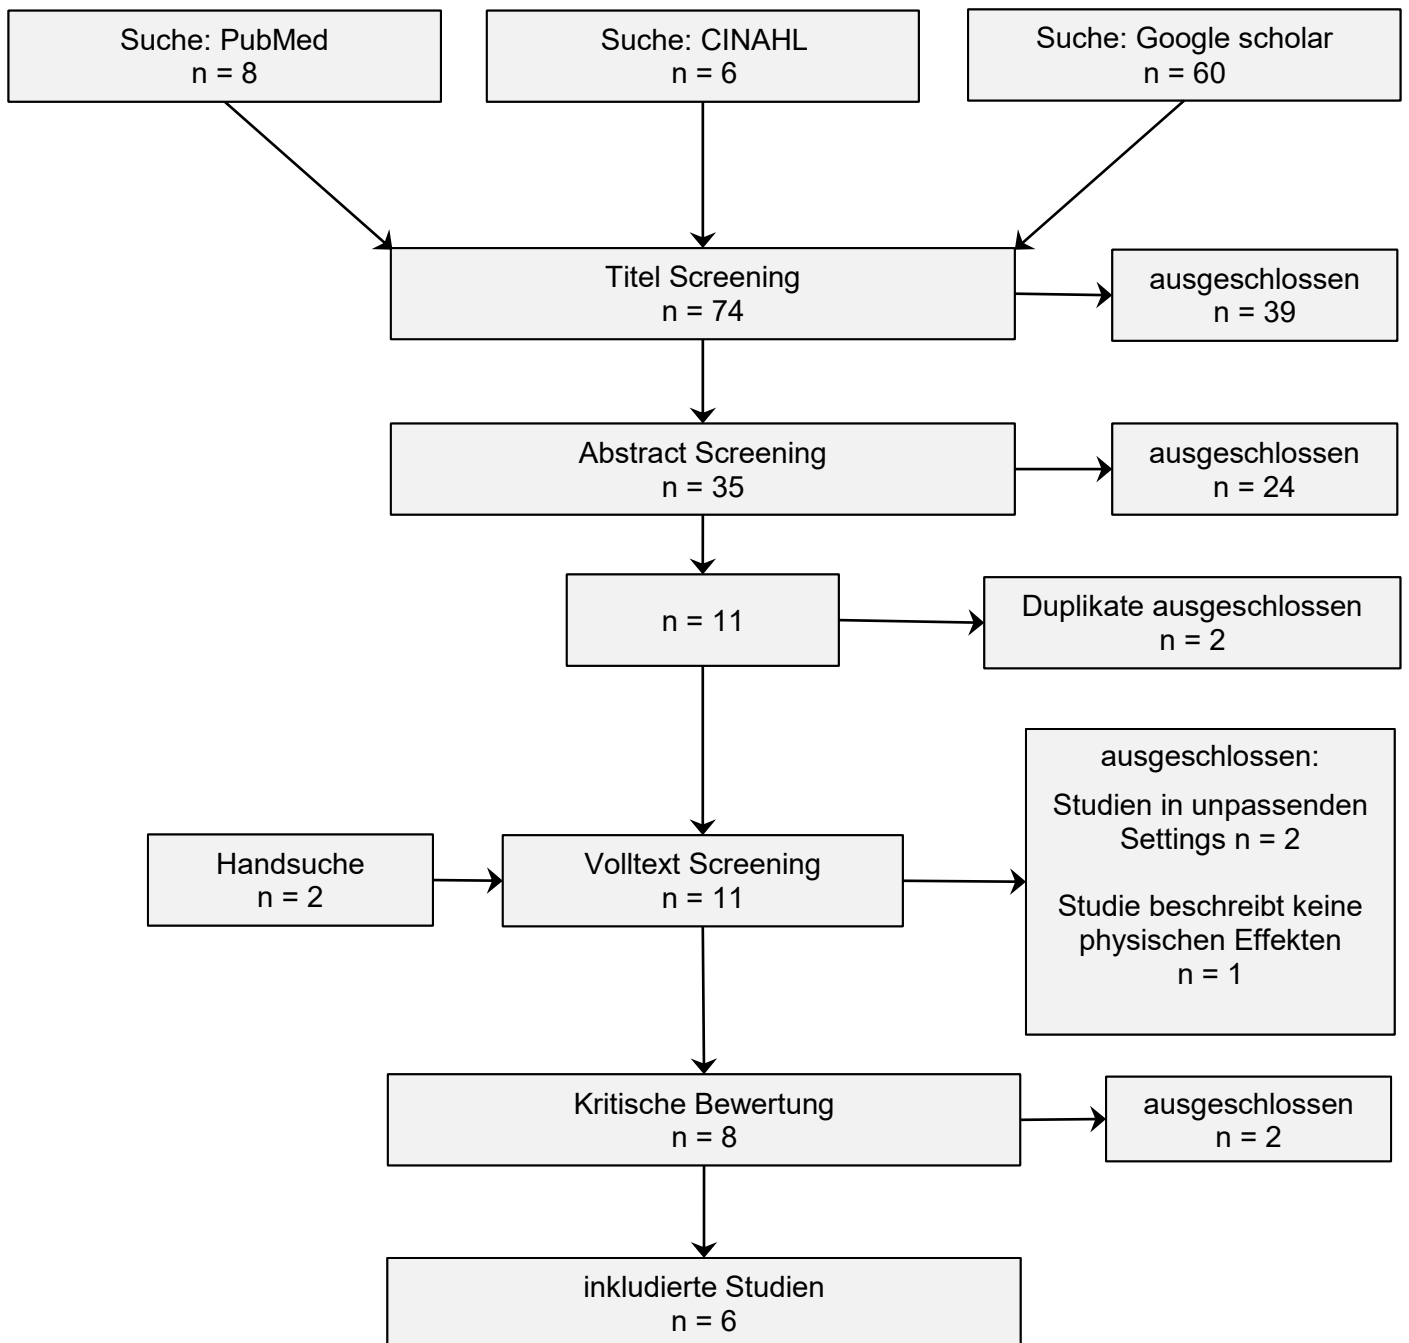 Suche: PubMed
n = 8
Suche: CINAHL
n = 6
Suche: Google scholar
n = 60
Titel Screening
n = 74
ausgeschlossen
n = 39
Abstract Screening
n = 35
ausgeschlossen
n = 24
n = 11
Duplikate ausgeschlossen
n = 2
Handsuche
n = 2
Volltext Screening
n = 11
ausgeschlossen:
Studien in unpassenden
Settings n = 2
Studie beschreibt keine
physischen Effekten
n = 1
Kritische Bewertung
n = 8
ausgeschlossen
n = 2
inkludierte Studien
n = 6